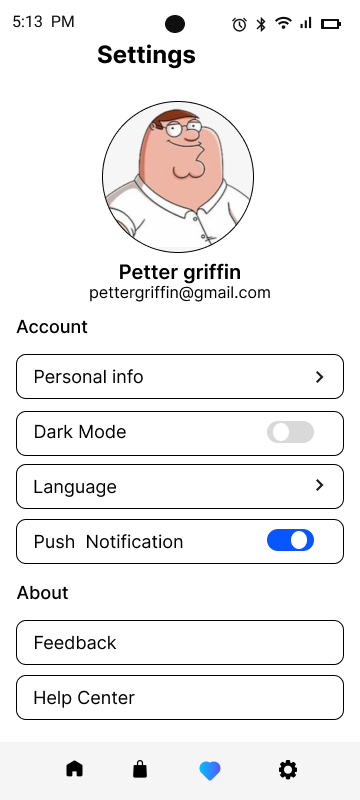 5:13 PM
Settings
Petter griffin
pettergriffin@gmail.com
Account
Personal info
Dark Mode
Language
Push Notification
About
Feedback
Help Center